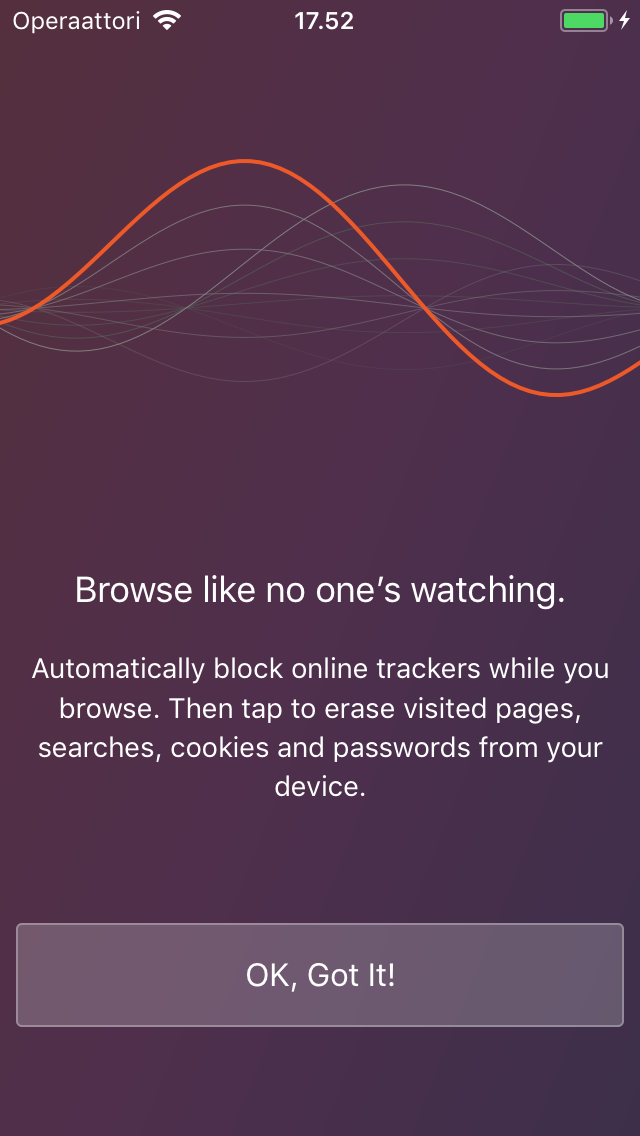 Operaattori 17.52
Browse like no one’s watching.
Automatically block online trackers while you
browse. Then tap to erase visited pages,
searches, cookies and passwords from your
device.
OK, Got It!